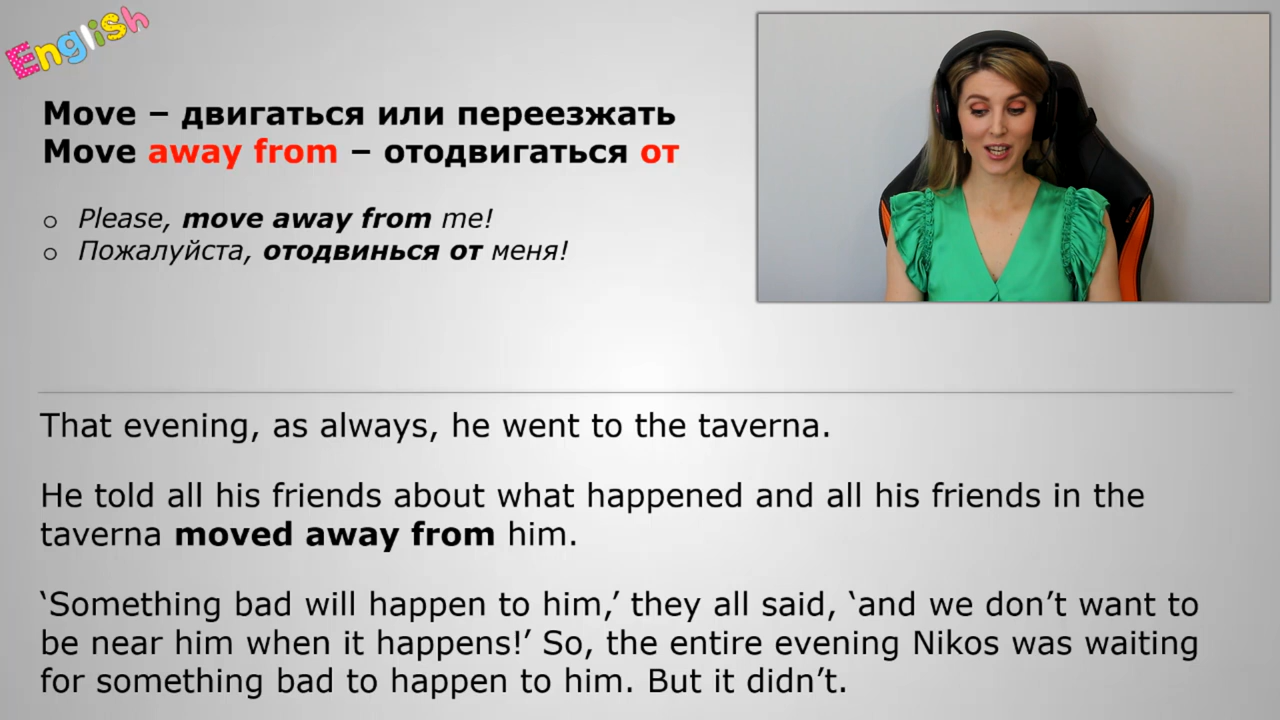 English
Move – двигаться или переезжать
Move away from – отодвигаться от
o Please, move away from me!
o Пожалуйста, отодвинься от меня!
That evening, as always, he went to the taverna.
He told all his friends about what happened and all his friends in the
taverna moved away from him.
‘Something bad will happen to him,’ they all said, ‘and we don’t want to
be near him when it happens!’ So, the entire evening Nikos was waiting
for something bad to happen to him. But it didn’t.